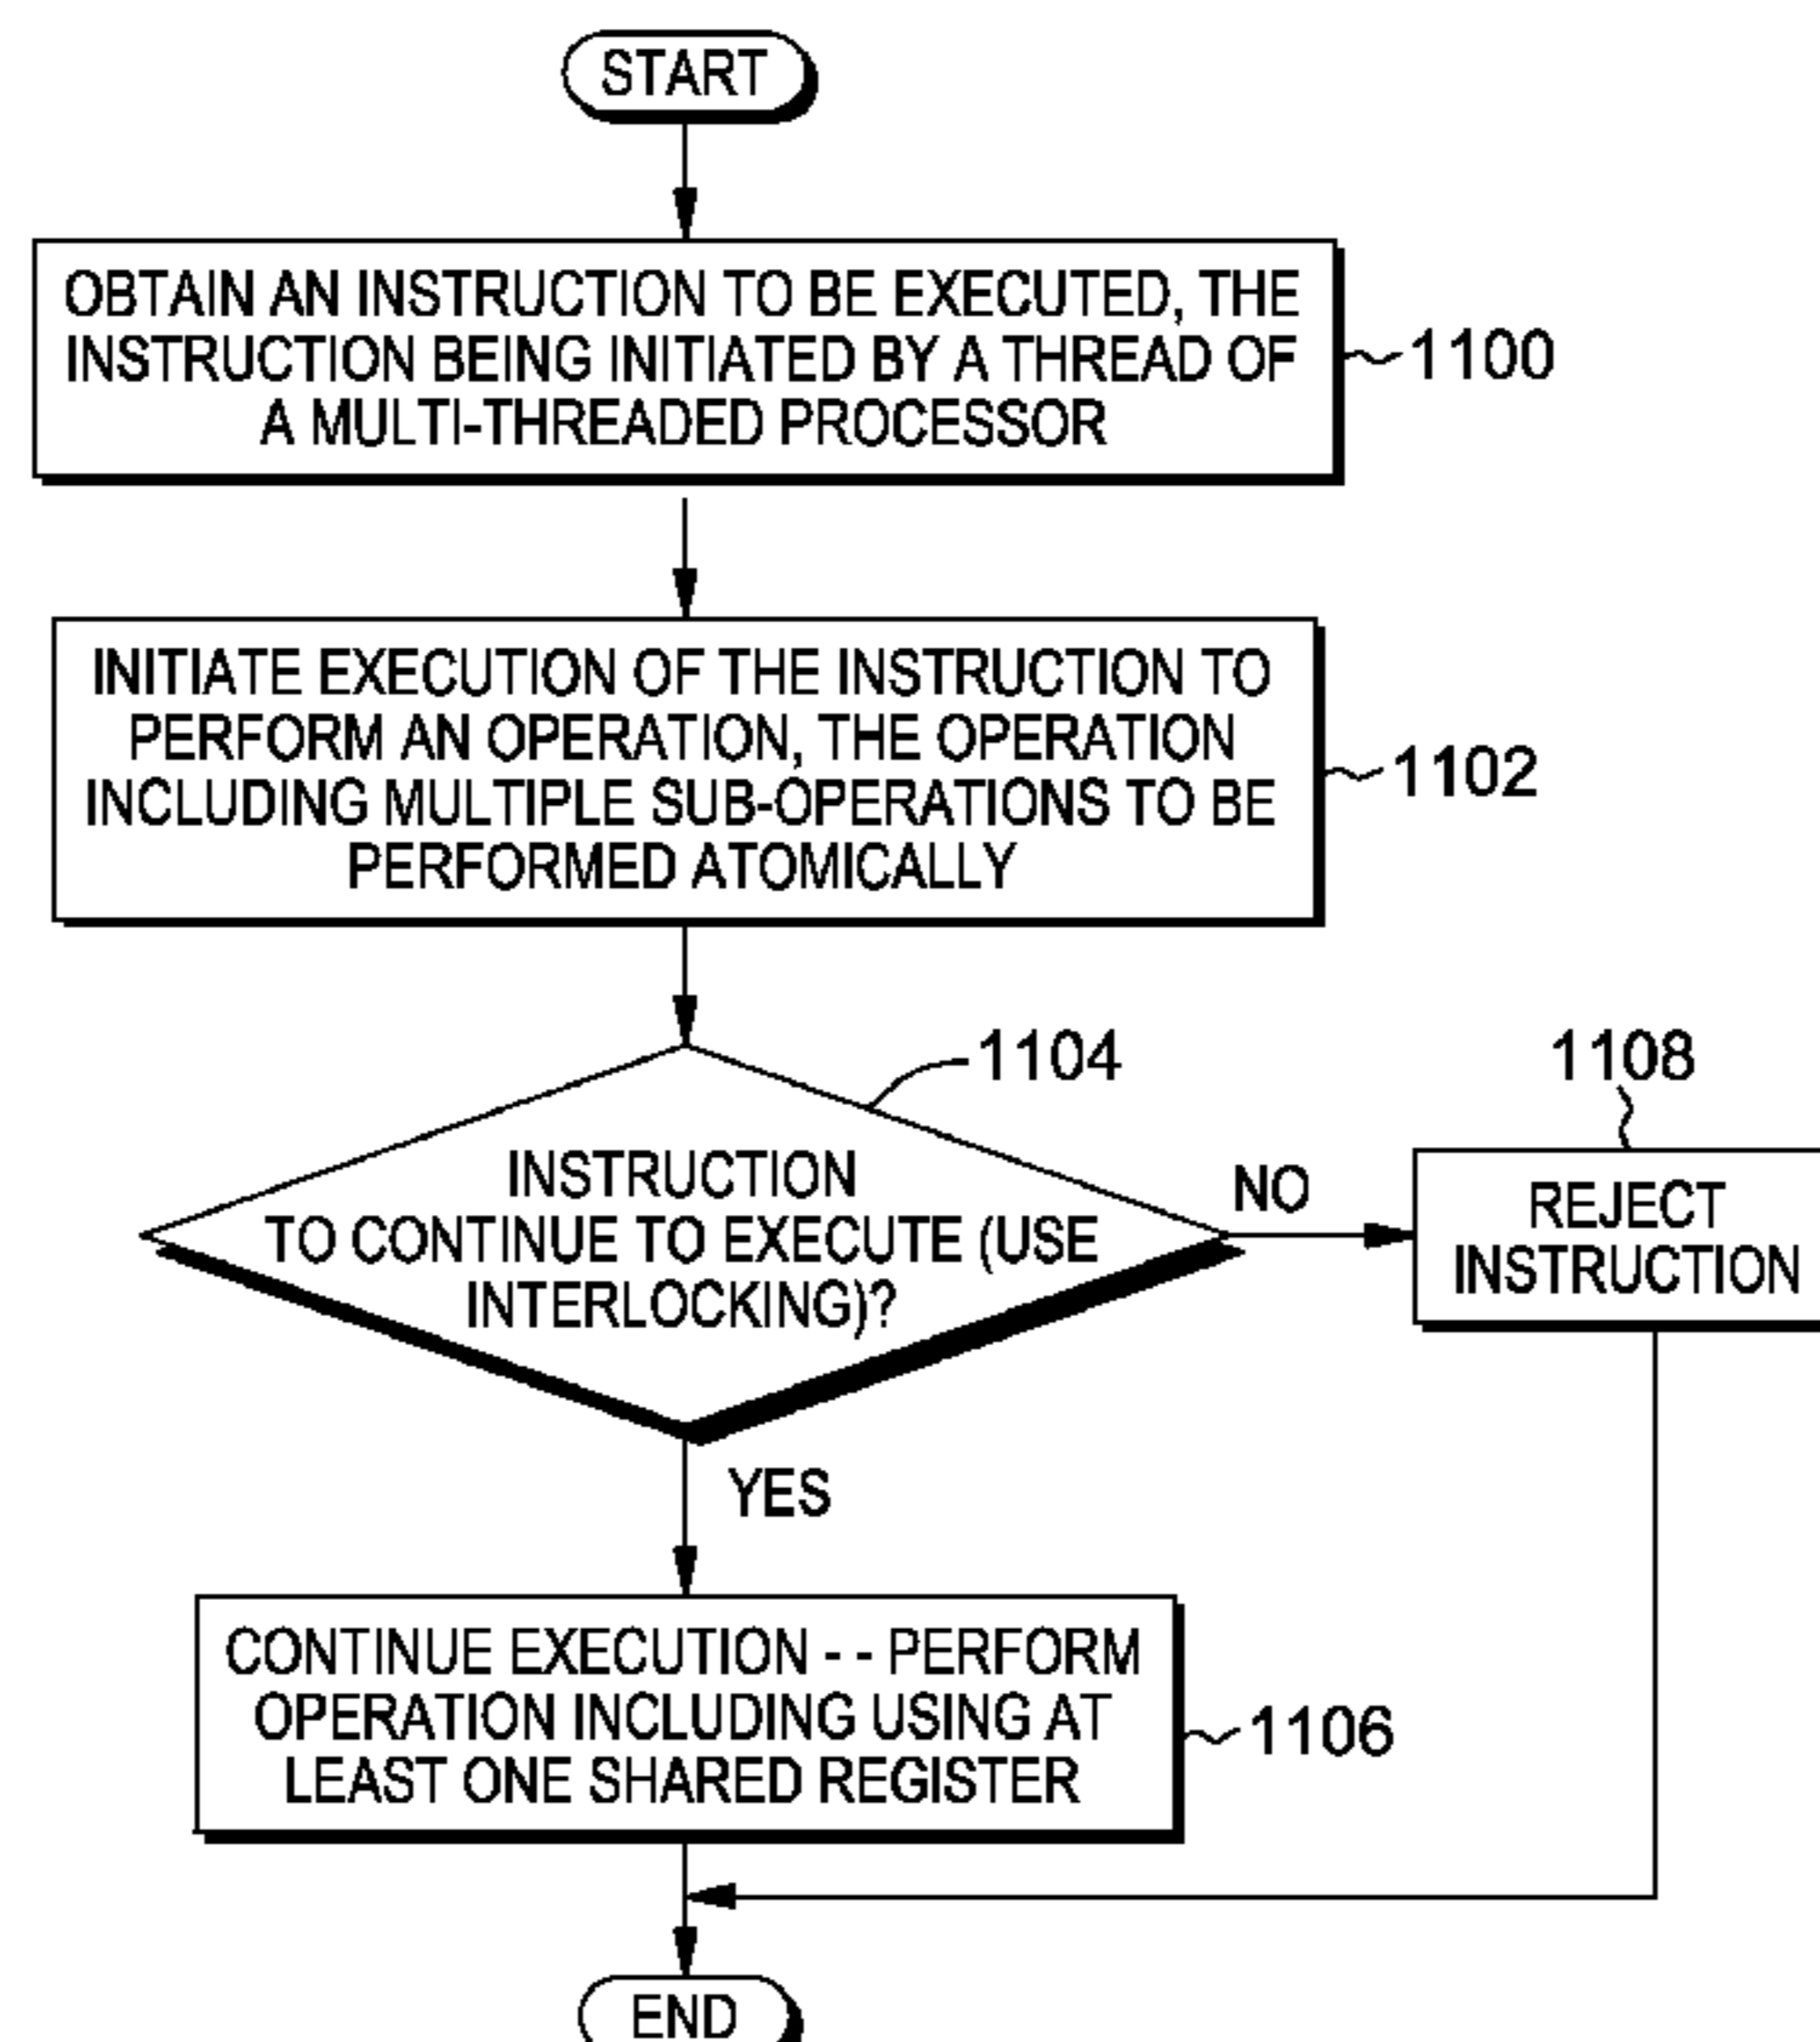 START
OBTAIN AN INSTRUCTION TO BE EXECUTED, THE
INSTRUCTION BEING INITIATED BY A THREAD OF
A MULTI-THREADED PROCESSOR
1100
INITIATE EXECUTION OF THE INSTRUCTION TO
PERFORM AN OPERATION, THE OPERATION
INCLUDING MULTIPLE SUB-OPERATIONS TO BE
PERFORMED ATOMICALLY
1102
1104
INSTRUCTION
TO CONTINUE TO EXECUTE (USE
INTERLOCKING)?
NO
1108
REJECT
INSTRUCTION
YES
CONTINUE EXECUTION - - PERFORM
OPERATION INCLUDING USING AT
LEAST ONE SHARED REGISTER
1106
END